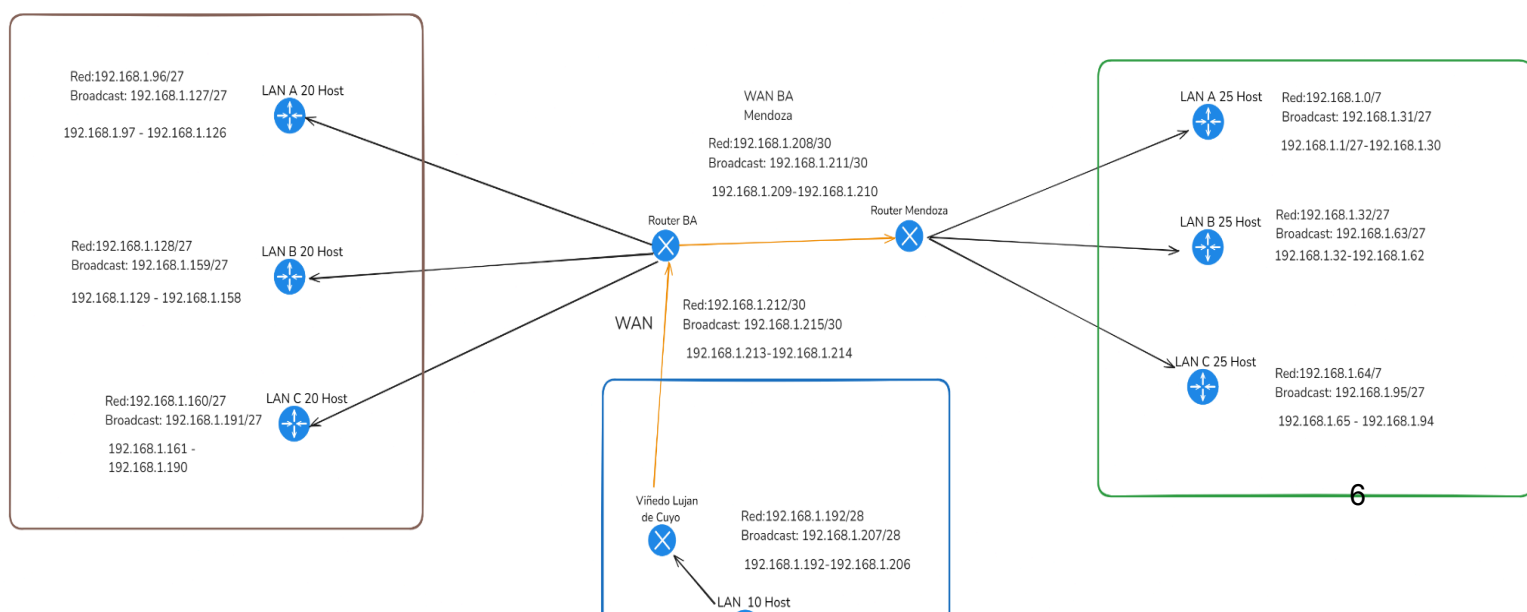 Red:192.168.1.96/27
Broadcast: 192.168.1.127/27
192.168.1.97 - 192.168.1.126
LAN A 20 Host
Red:192.168.1.128/27
Broadcast: 192.168.1.159/27
192.168.1.129 - 192.168.1.158
LAN B 20 Host
Red:192.168.1.160/27
Broadcast: 192.168.1.191/27
192.168.1.161 -
192.168.1.190
LAN C 20 Host
WAN BA
Mendoza
Red:192.168.1.208/30
Broadcast: 192.168.1.211/30
192.168.1.209-192.168.1.210
Router BA
Router Mendoza
WAN
Red:192.168.1.212/30
Broadcast: 192.168.1.215/30
192.168.1.213-192.168.1.214
Viñedo Lujan
de Cuyo
Red:192.168.1.192/28
Broadcast: 192.168.1.207/28
192.168.1.192-192.168.1.206
LAN 10 Host
LAN A 25 Host
Red:192.168.1.0/7
Broadcast: 192.168.1.31/27
192.168.1.1/27-192.168.1.30
LAN B 25 Host
Red:192.168.1.32/27
Broadcast: 192.168.1.63/27
192.168.1.32-192.168.1.62
LAN C 25 Host
Red:192.168.1.64/7
Broadcast: 192.168.1.95/27
192.168.1.65 - 192.168.1.94
6